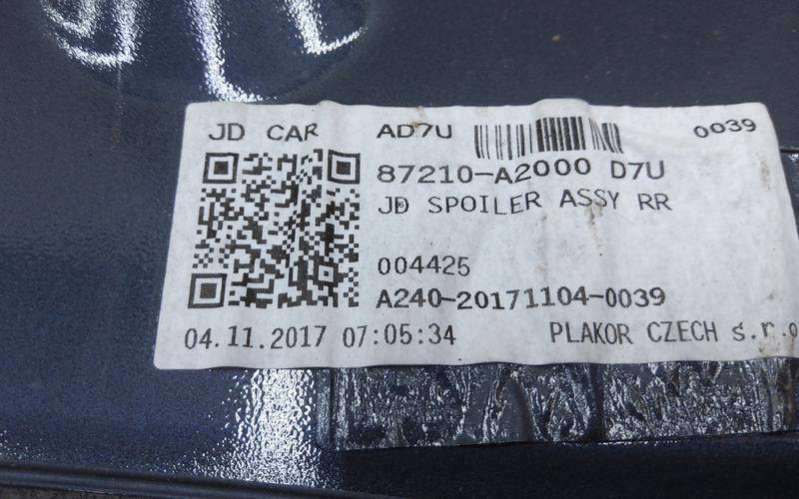 JD CAR AD7U 0039
87210-A2000 D7U
JD SPOILER ASSY RR
004425
A240-20171104-0039
04.11.2017 07:05:34 PLAKOR CZECH s.r.o